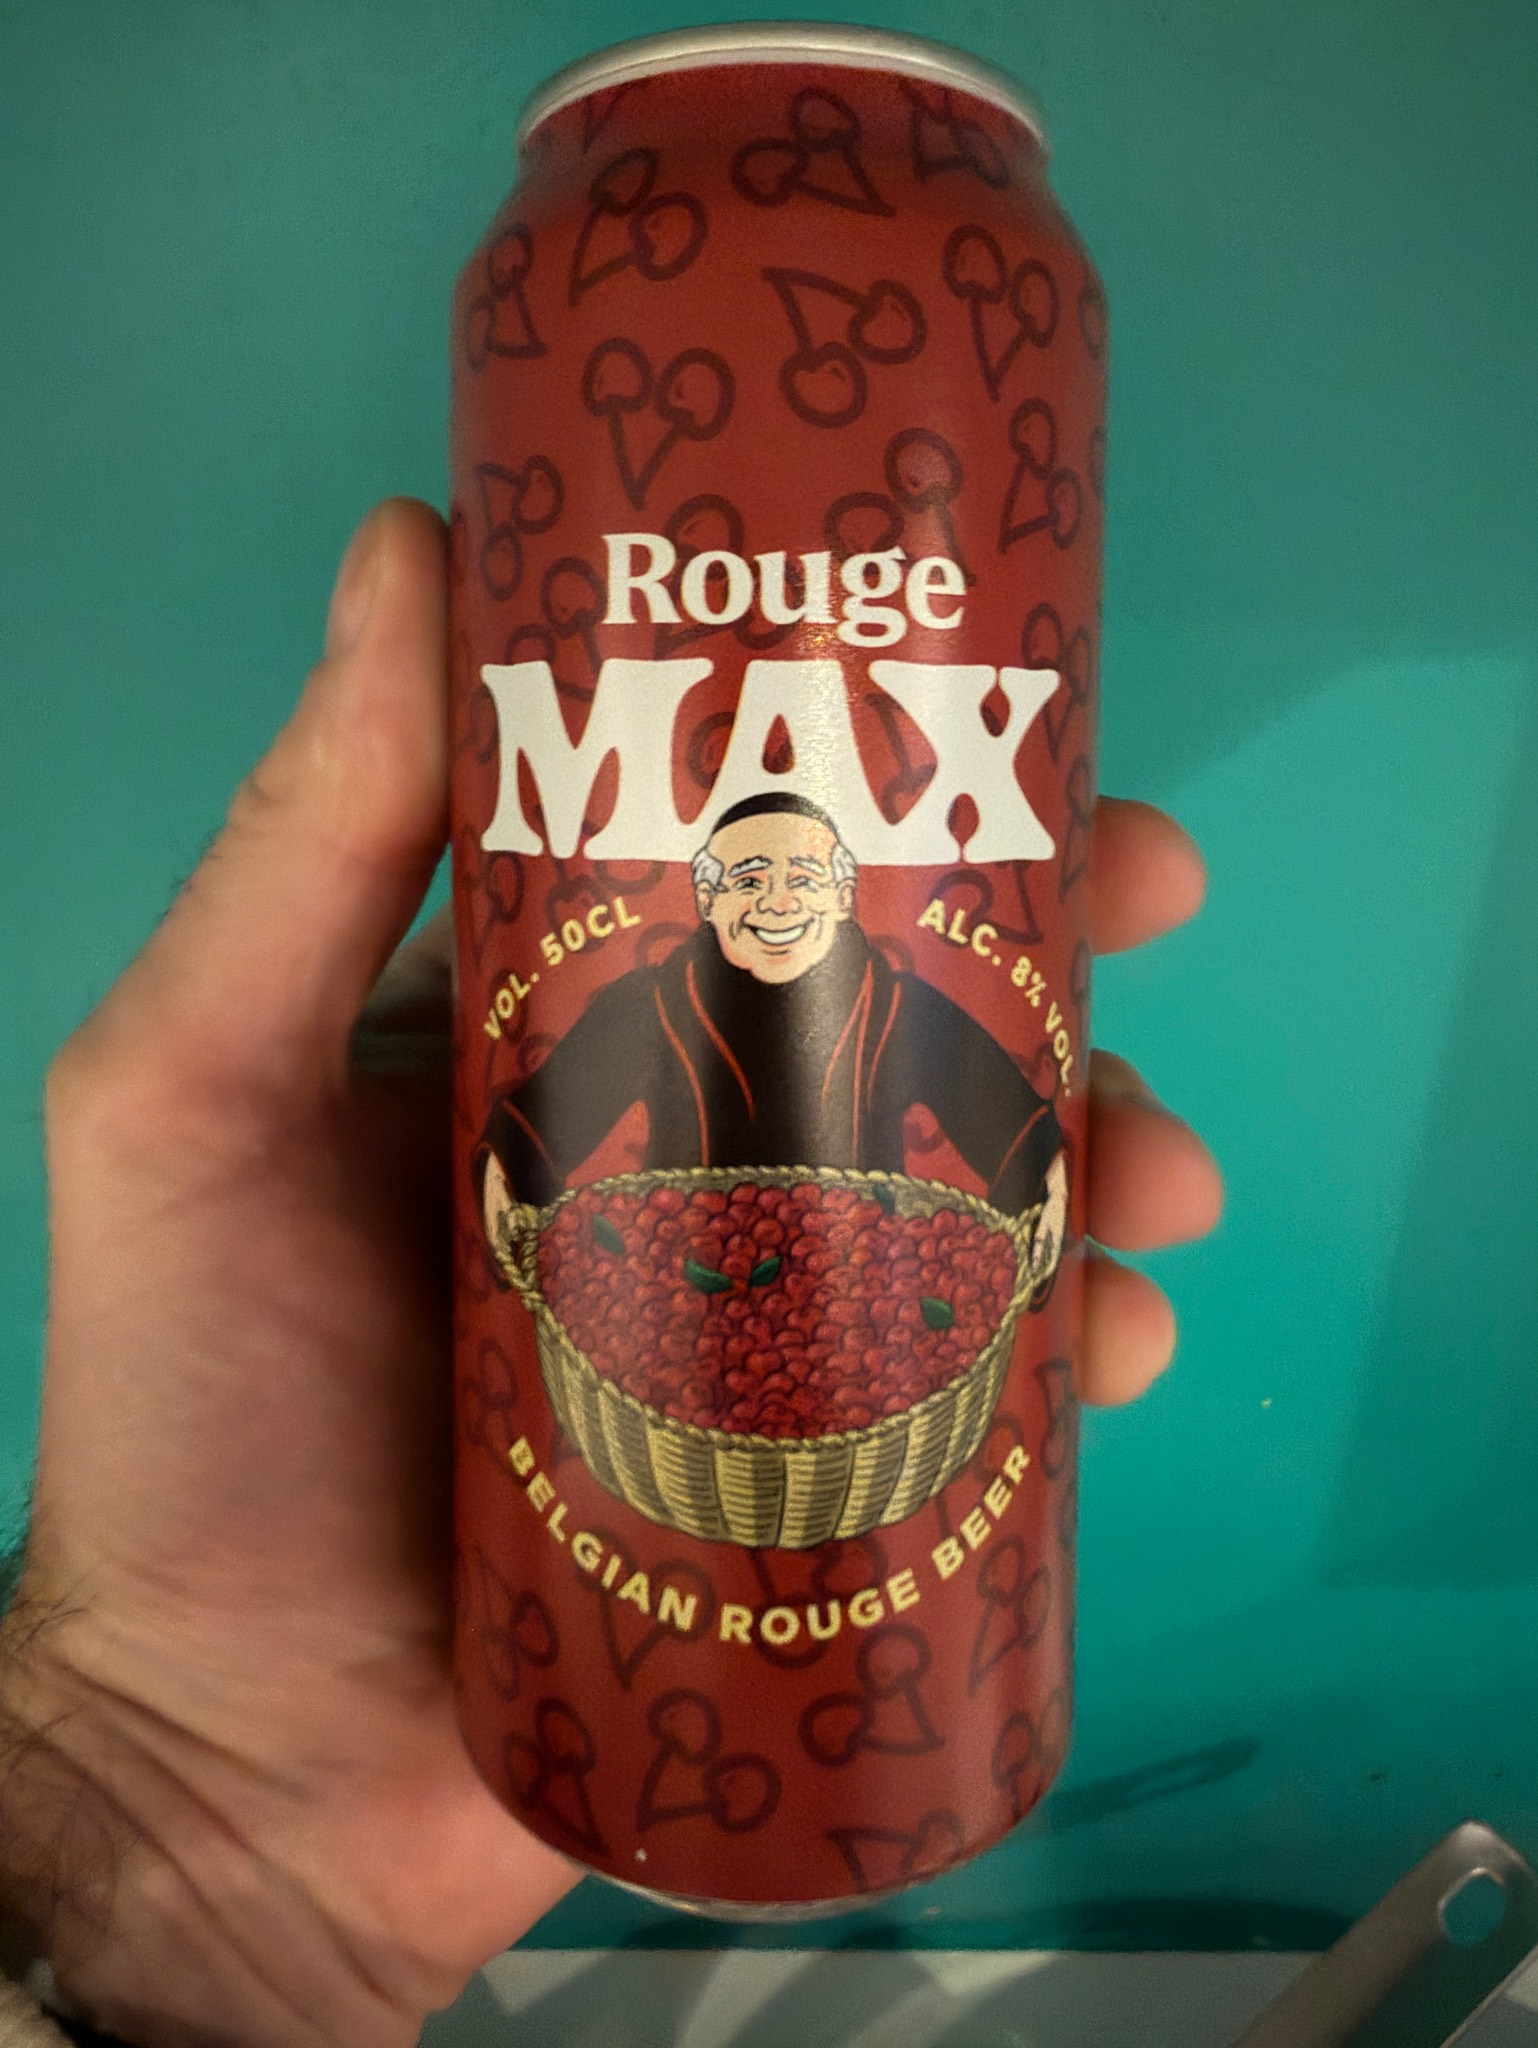 Rouge
MAX
VOL. 50CL
ALC. 8% VOL.
BELGIAN ROUGE BEER